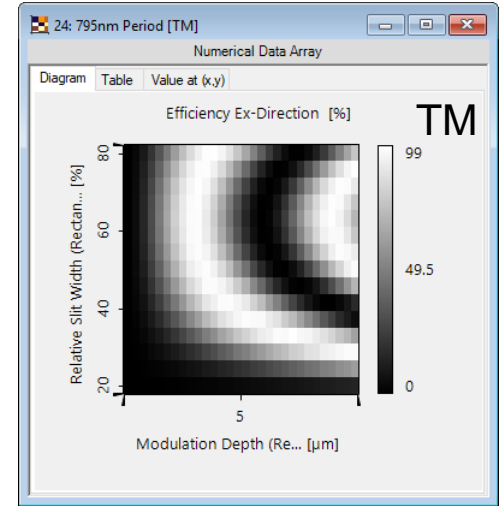 24: 795nm Period [TM]
Numerical Data Array
Diagram Table Value at (x,y)
Efficiency Ex-Direction [%]
TM
Relative Slit Width (Rectan... [%]
80
60
40
20
99
49.5
0
5
Modulation Depth (Re... [µm]